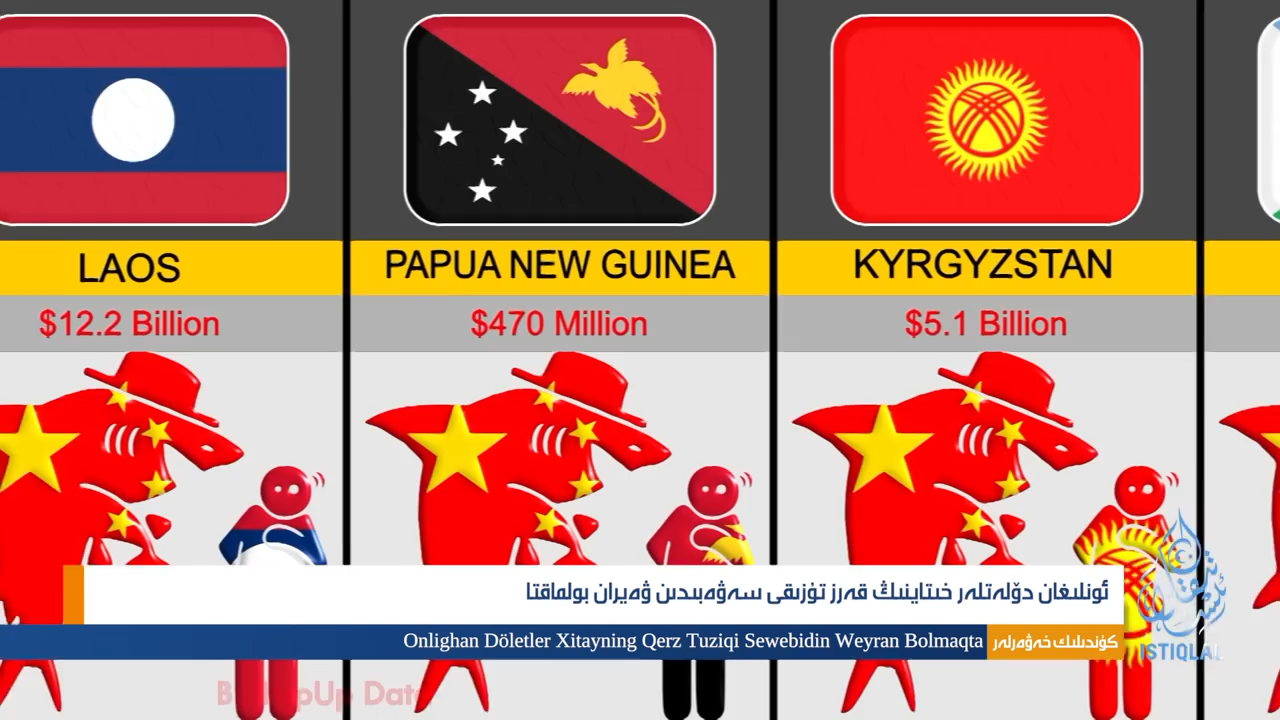 LAOS
PAPUA NEW GUINEA
KYRGYZSTAN
$12.2 Billion
$470 Million
$5.1 Billion
ئونلىغان دۆلەتلەر خىتاينىڭ قەرز تۈزىقى سەۋەبىدىن ۋەيران بولماقتا
Onlighan Döletler Xitayning Qerz Tuziqi Sewebidin Weyran Bolmaqta
كۈندىلىك خەۋەرلەر
ISTIQLAL